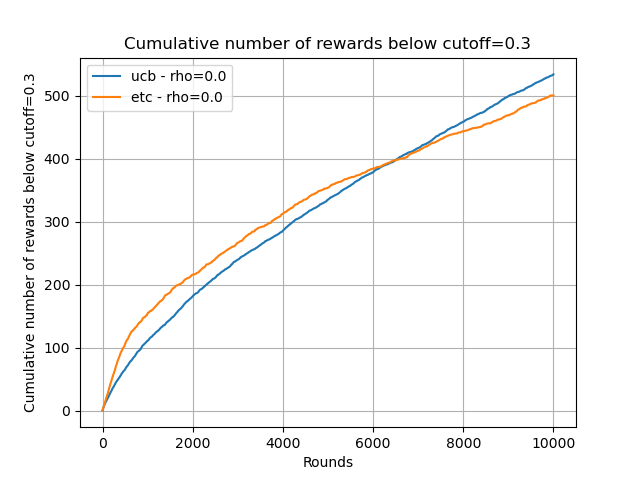 Cumulative number of rewards below cutoff=0.3
ucb - rho=0.0
etc - rho=0.0
Cumulative number of rewards below cutoff=0.3
500
400
300
200
100
0
0 2000 4000 6000 8000 10000
Rounds